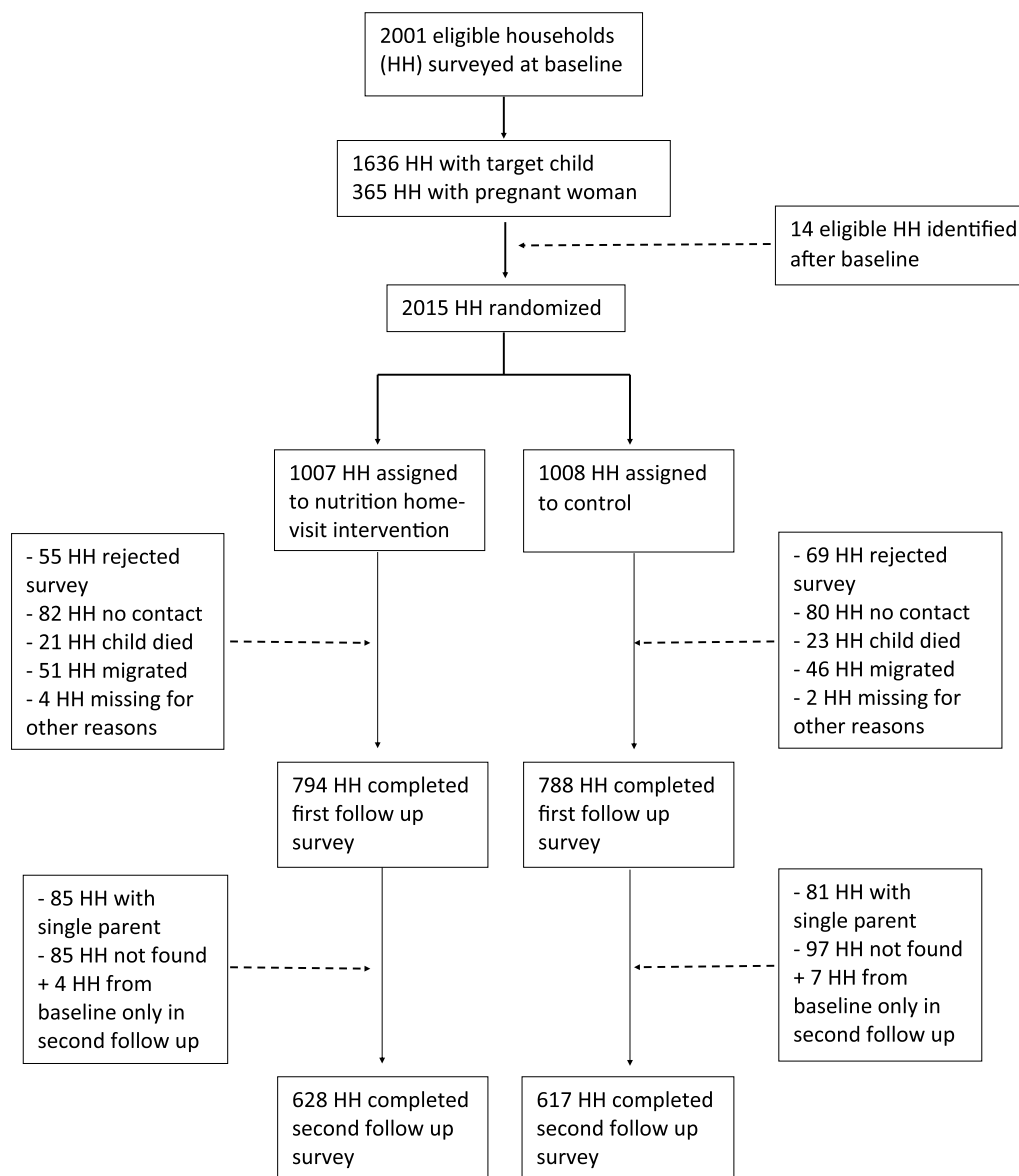 2001 eligible households
(HH) surveyed at baseline
1636 HH with target child
365 HH with pregnant woman
14 eligible HH identified
after baseline
2015 HH randomized
1007 HH assigned
to nutrition home-
visit intervention
1008 HH assigned
to control
- 55 HH rejected
survey
- 82 HH no contact
- 21 HH child died
- 51 HH migrated
- 4 HH missing for
other reasons
- 69 HH rejected
survey
- 80 HH no contact
- 23 HH child died
- 46 HH migrated
- 2 HH missing for
other reasons
794 HH completed
first follow up
survey
788 HH completed
first follow up
survey
- 85 HH with
single parent
- 85 HH not found
+ 4 HH from
baseline only in
second follow up
- 81 HH with
single parent
- 97 HH not found
+ 7 HH from
baseline only in
second follow up
628 HH completed
second follow up
survey
617 HH completed
second follow up
survey